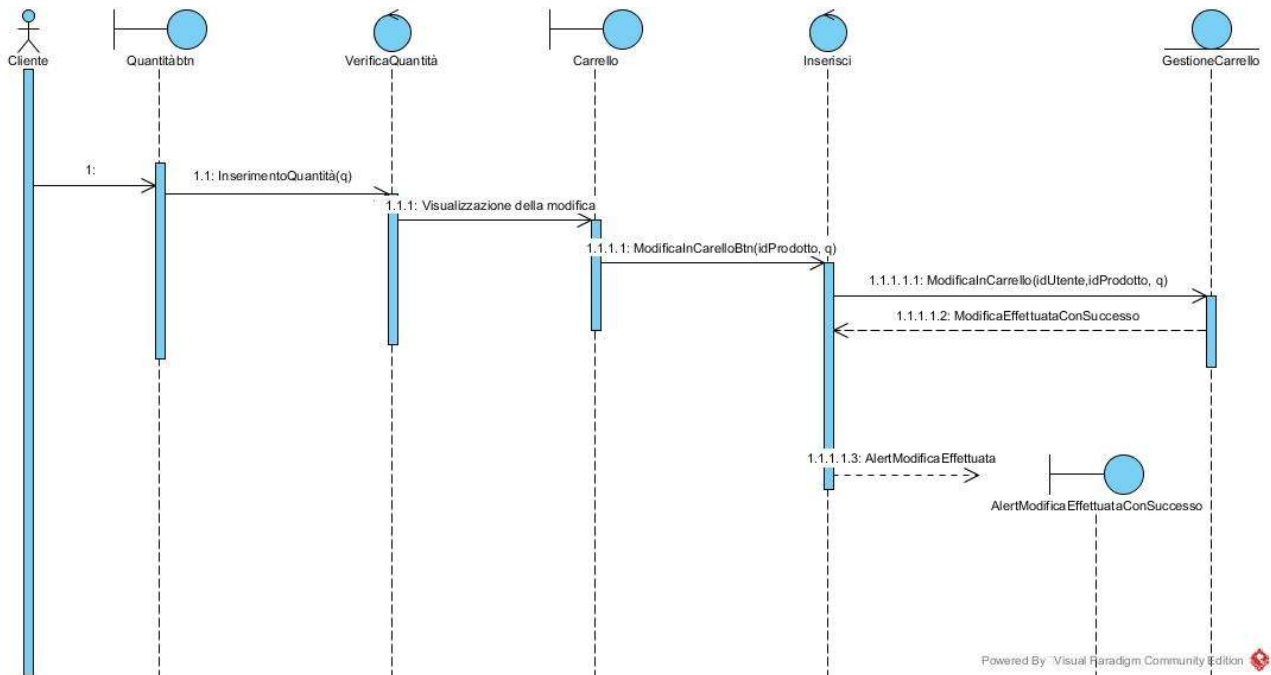 Cliente
Quantitàbtn
VerificaQuantità
Carrello
Inserisci
GestioneCarrello
1:
1.1: InserimentoQuantità(q)
1.1.1: Visualizzazione della modifica
1.1.1.1: ModificaInCarelloBtn(idProdotto, q)
1.1.1.1.1: ModificaInCarrello(idUtente,idProdotto, q)
1.1.1.1.2: ModificaEffettuataConSuccesso
1.1.1.1.3: AlertModificaEffettuata
AlertModificaEffettuataConSuccesso
Powered By Visual Paradigm Community Edition